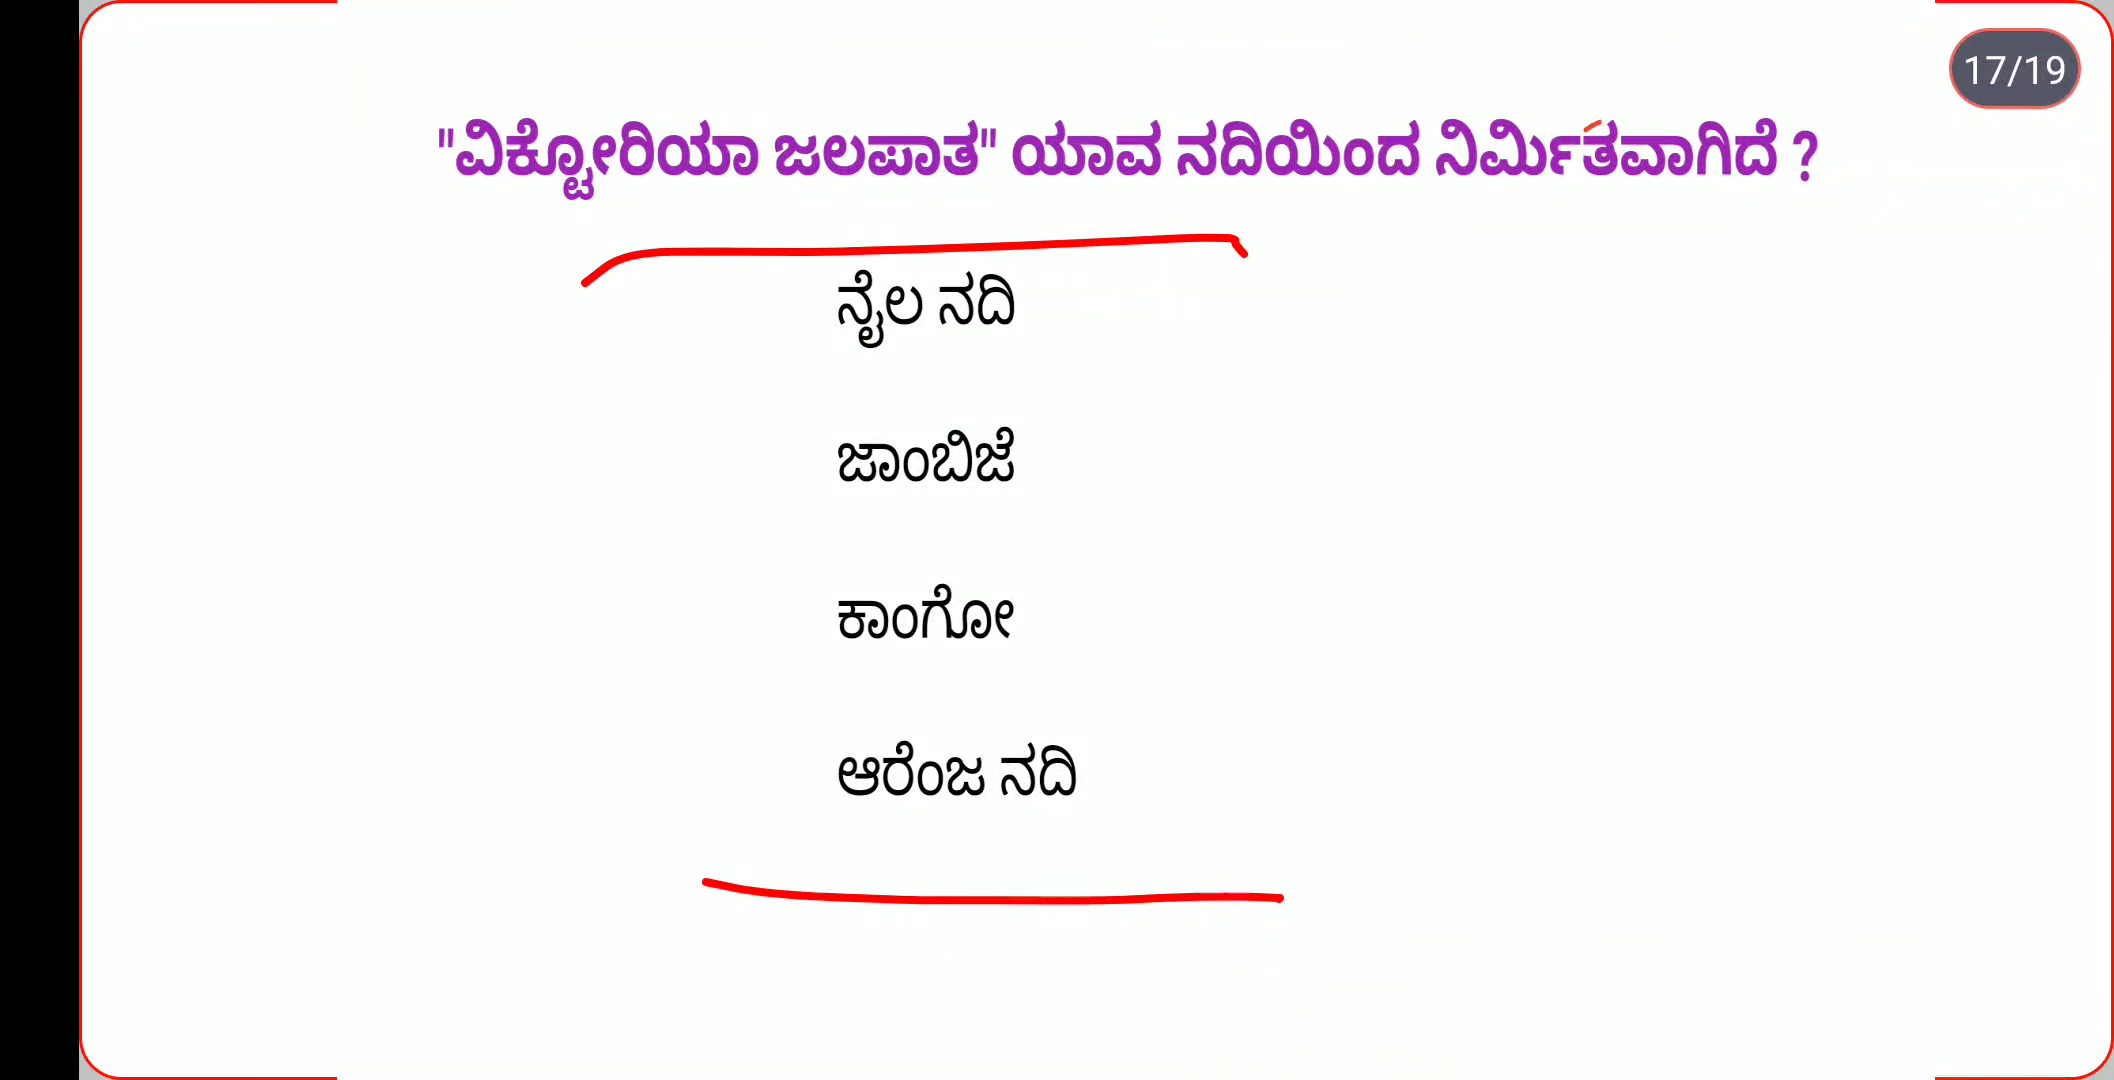 17/19
"ವಿಕ್ಟೋರಿಯಾ ಜಲಪಾತ" ಯಾವ ನದಿಯಿಂದ ನಿರ್ಮಿತವಾಗಿದೆ ?
ನೈಲ ನದಿ
ಜಾಂಬಿಜೆ
ಕಾಂಗೋ
ಆರೆಂಜ ನದಿ